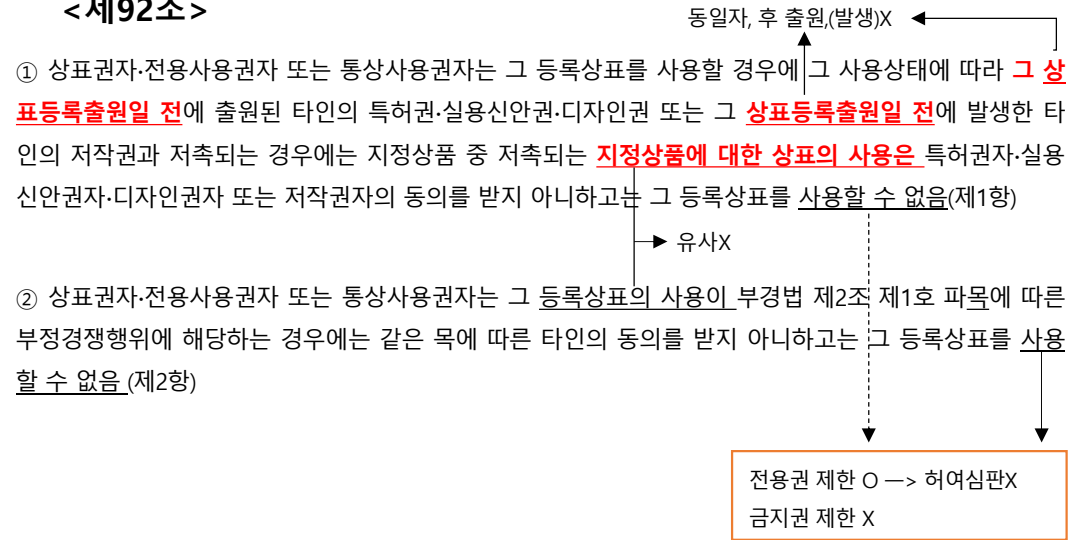 <제92조>
동일자, 후 출원,(발생)X
① 상표권자·전용사용권자 또는 통상사용권자는 그 등록상표를 사용할 경우에 그 사용상태에 따라 그 상
표등록출원일 전에 출원된 타인의 특허권·실용신안권·디자인권 또는 그 상표등록출원일 전에 발생한 타
인의 저작권과 저촉되는 경우에는 지정상품 중 저촉되는 지정상품에 대한 상표의 사용은 특허권자·실용
신안권자·디자인권자 또는 저작권자의 동의를 받지 아니하고는 그 등록상표를 사용할 수 없음(제1항)
유사X
② 상표권자·전용사용권자 또는 통상사용권자는 그 등록상표의 사용이 부경법 제2조 제1호 파목에 따른
부정경쟁행위에 해당하는 경우에는 같은 목에 따른 타인의 동의를 받지 아니하고는 그 등록상표를 사용
할 수 없음 (제2항)
전용권 제한 O —> 허여심판X
금지권 제한 X